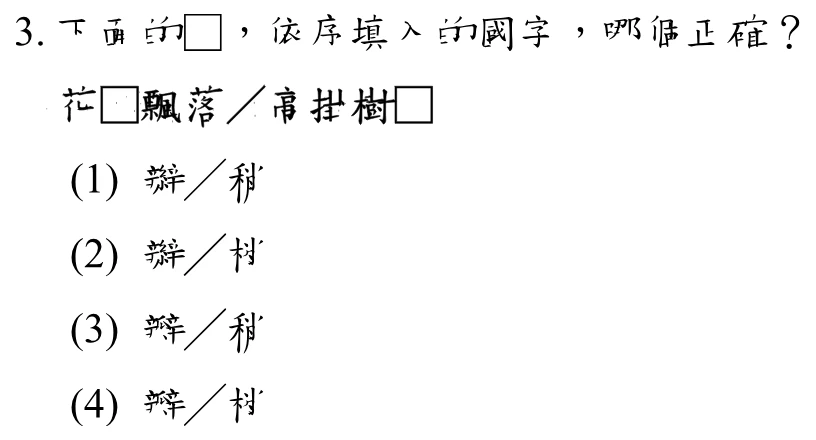 3. 下面的□，依序填入的國字，哪個正確？
花□飄落／高掛樹□
(1) 辮／稍
(2) 辮／梢
(3) 瓣／稍
(4) 瓣／梢